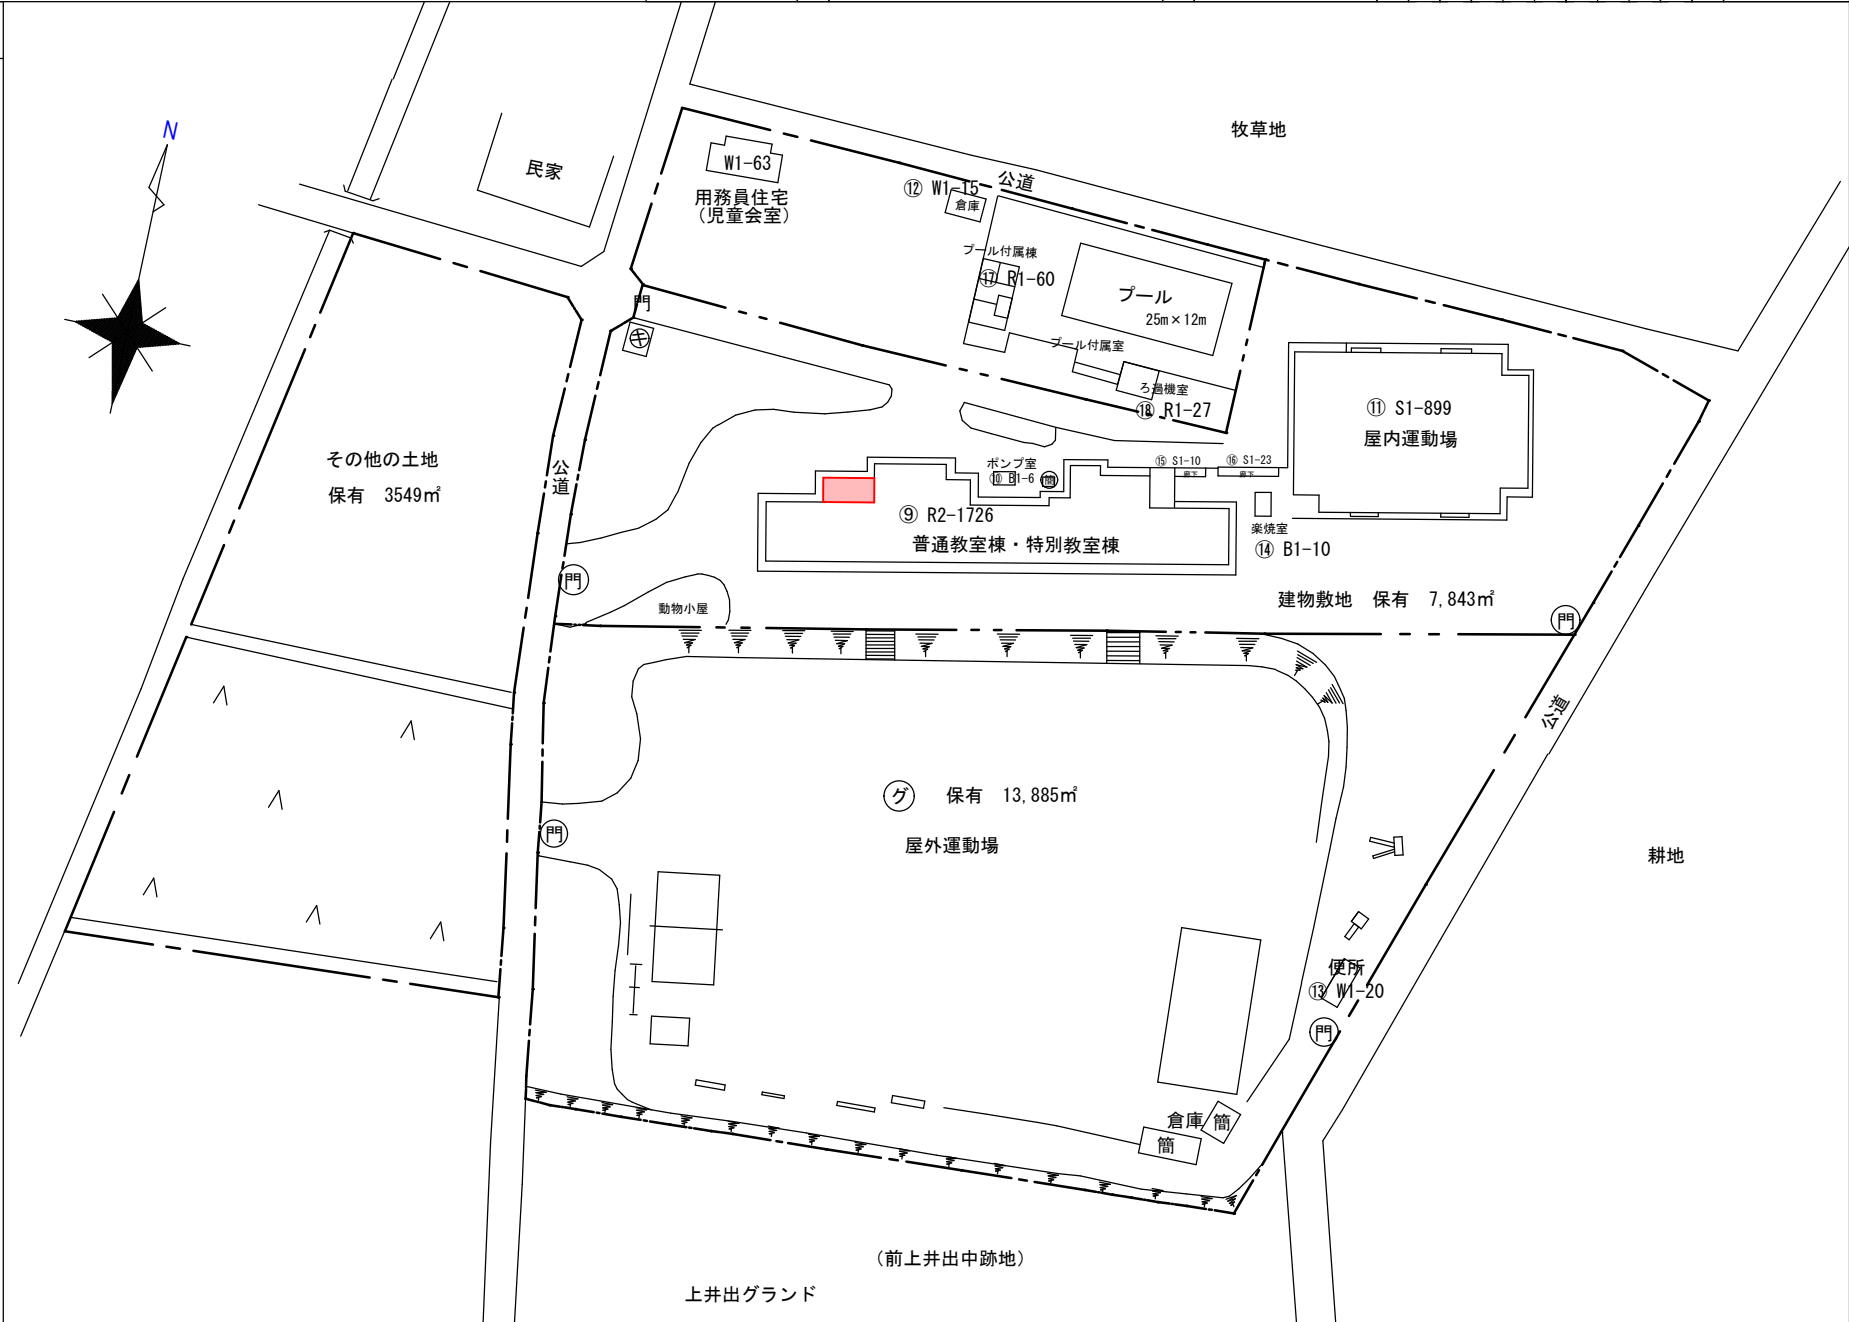 N
牧草地
民家
W1-63
用務員住宅
(児童会室)
⑫ W1-15
倉庫
公道
プール付属棟
⑰ R1-60
プール
25m×12m
プール付属室
ろ過機室
⑱ R1-27
門
㋖
⑪ S1-899
屋内運動場
その他の土地
保有 3549㎡
公道
ポンプ室
⑩ B1-6
簡
⑮ S1-10
廊下
⑯ S1-23
廊下
⑨ R2-1726
普通教室棟・特別教室棟
楽焼室
⑭ B1-10
門
動物小屋
建物敷地 保有 7,843㎡
門
公道
グ 保有 13,885㎡
屋外運動場
門
耕地
便所
⑬ W1-20
門
倉庫
簡
簡
(前上井出中跡地)
上井出グランド